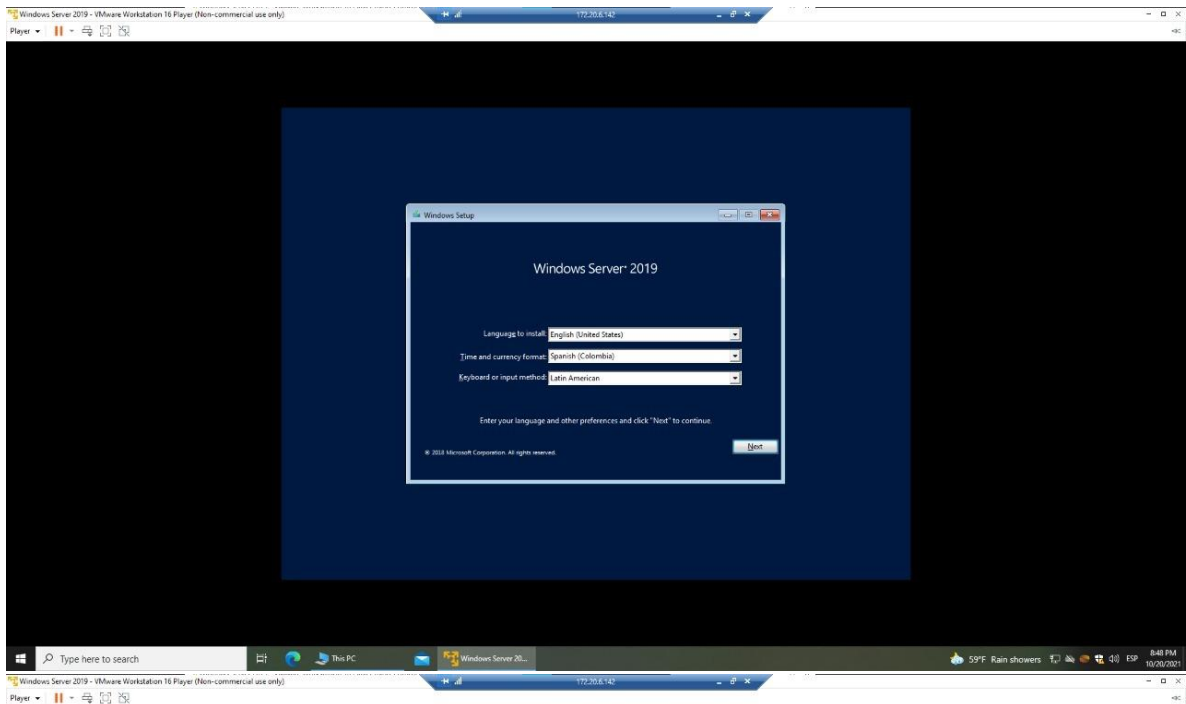 Windows Server 2019 - VMware Workstation 16 Player (Non-commercial use only)
172.20.6.142
Player
Windows Setup
Windows Server 2019
Language to install: English (United States)
Time and currency format: Spanish (Colombia)
Keyboard or input method: Latin American
Enter your language and other preferences and click "Next" to continue.
Next
© 2018 Microsoft Corporation. All rights reserved.
Type here to search
This PC
Windows Server 20...
59°F Rain showers
ESP
8:48 PM
10/20/2021
Windows Server 2019 - VMware Workstation 16 Player (Non-commercial use only)
172.20.6.142
Player